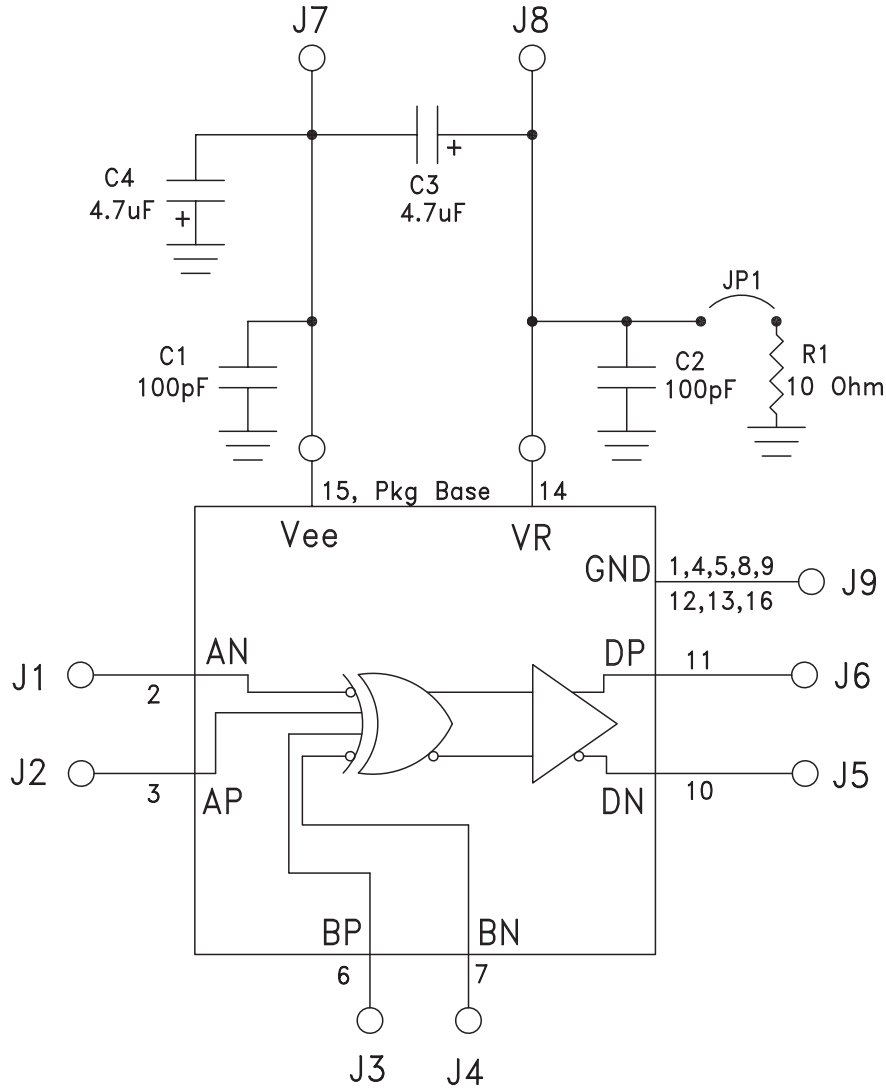 J7
J8
C4
4.7uF
+
+
C3
4.7uF
JP1
C1
100pF
C2
100pF
R1
10 Ohm
15, Pkg Base
14
Vee
VR
GND
1,4,5,8,9
12,13,16
J9
J1
2
AN
DP
11
J6
J2
3
AP
DN
10
J5
BP
BN
6
7
J3
J4